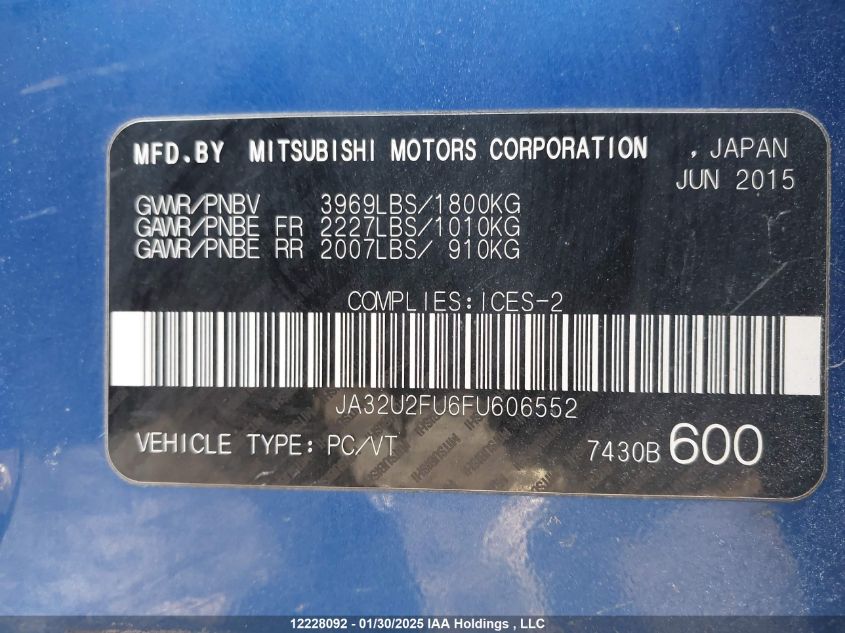 MFD.BY MITSUBISHI MOTORS CORPORATION , JAPAN
JUN 2015
GVWR/PNBV 3969LBS/1800KG
GAWR/PNBE FR 2227LBS/1010KG
GAWR/PNBE RR 2007LBS/ 910KG
COMPLIES:ICES-2
JA32U2FU6FU606552
VEHICLE TYPE: PC/VT 7430B 600
MITSUBISHI
12228092 - 01/30/2025 IAA Holdings , LLC